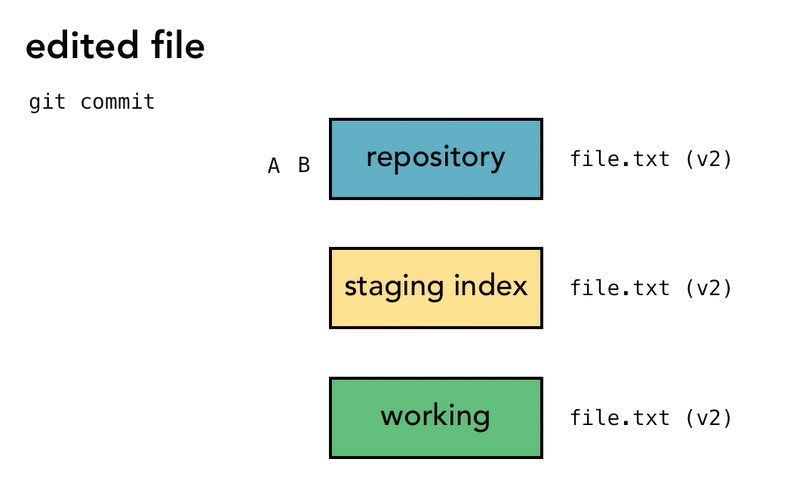 edited file
git commit
A B repository file.txt (v2)
staging index file.txt (v2)
working file.txt (v2)